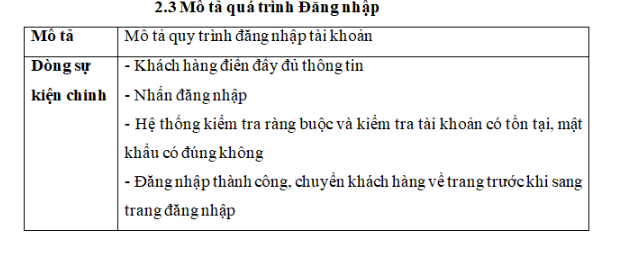 2.3 Mô tả quá trình Đăng nhập
Mô tả
Mô tả quy trình đăng nhập tài khoản
Dòng sự
kiện chinh
- Khách hàng điên đầy đủ thông tin
- Nhấn đăng nhập
- Hệ thống kiểm tra ràng buộc và kiểm tra tài khoản có tồn tại, mật
khẩu có đúng không
- Đăng nhập thành công, chuyển khách hàng về trang trước khi sang
trang đăng nhập